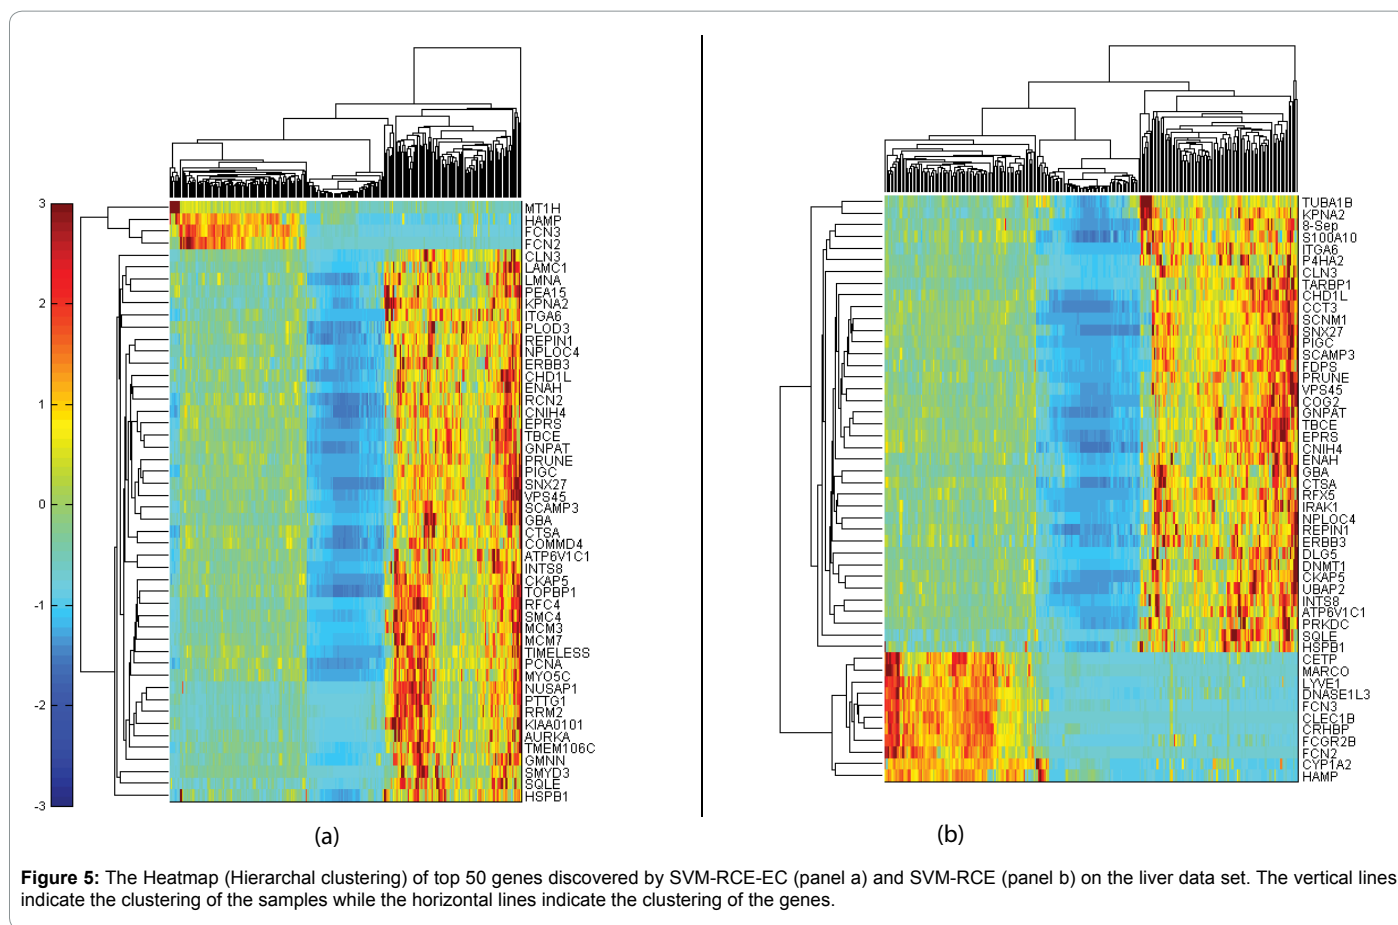 3
2
1
0
-1
-2
-3
MT1H
HAMP
FCN3
FCN2
CLN3
LAMC1
LMNA
PEA15
KPNA2
ITGA6
PLOD3
REPIN1
NPLOC4
ERBB3
CHD1L
ENAH
RCN2
CNIH4
EPRS
TBCE
GNPAT
PRUNE
PIGC
SNX27
VPS45
SCAMP3
GBA
CTSA
COMMD4
ATP6V1C1
INTS8
CKAP5
TOPBP1
RFC4
SMC4
MCM3
MCM7
TIMELESS
PCNA
MYO5C
NUSAP1
PTTG1
RRM2
KIAA0101
AURKA
TMEM106C
GMNN
SMYD3
SQLE
HSPB1
(a)
TUBA1B
KPNA2
8-Sep
S100A10
ITGA6
P4HA2
CLN3
TARBP1
CHD1L
CCT3
SCNM1
SNX27
PIGC
SCAMP3
FDPS
PRUNE
VPS45
COG2
GNPAT
TBCE
EPRS
CNIH4
ENAH
GBA
CTSA
RFX5
IRAK1
NPLOC4
REPIN1
ERBB3
DLG5
DNMT1
CKAP5
UBAP2
INTS8
ATP6V1C1
PRKDC
SQLE
HSPB1
CETP
MARCO
LYVE1
DNASE1L3
FCN3
CLEC1B
CRHBP
FCGR2B
FCN2
CYP1A2
HAMP
(b)
Figure 5: The Heatmap (Hierarchal clustering) of top 50 genes discovered by SVM-RCE-EC (panel a) and SVM-RCE (panel b) on the liver data set. The vertical lines
indicate the clustering of the samples while the horizontal lines indicate the clustering of the genes.